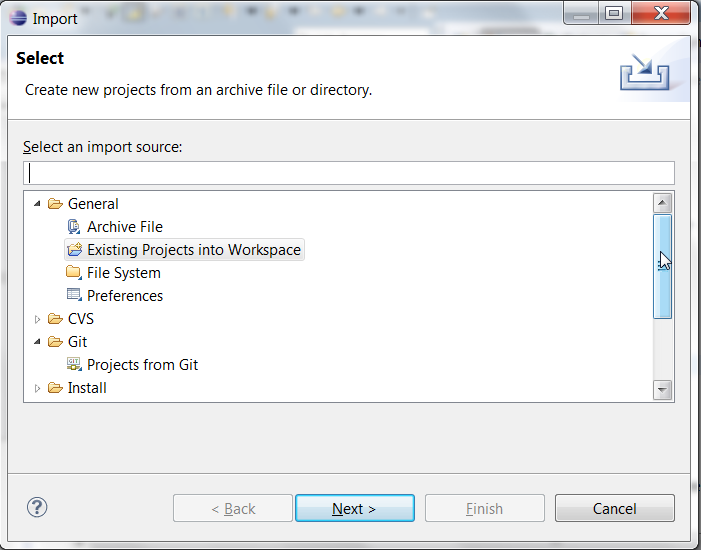 Import
Select
Create new projects from an archive file or directory.
Select an import source:
General
Archive File
Existing Projects into Workspace
File System
Preferences
CVS
Git
GIT
Projects from Git
Install
?
< Back
Next >
Finish
Cancel